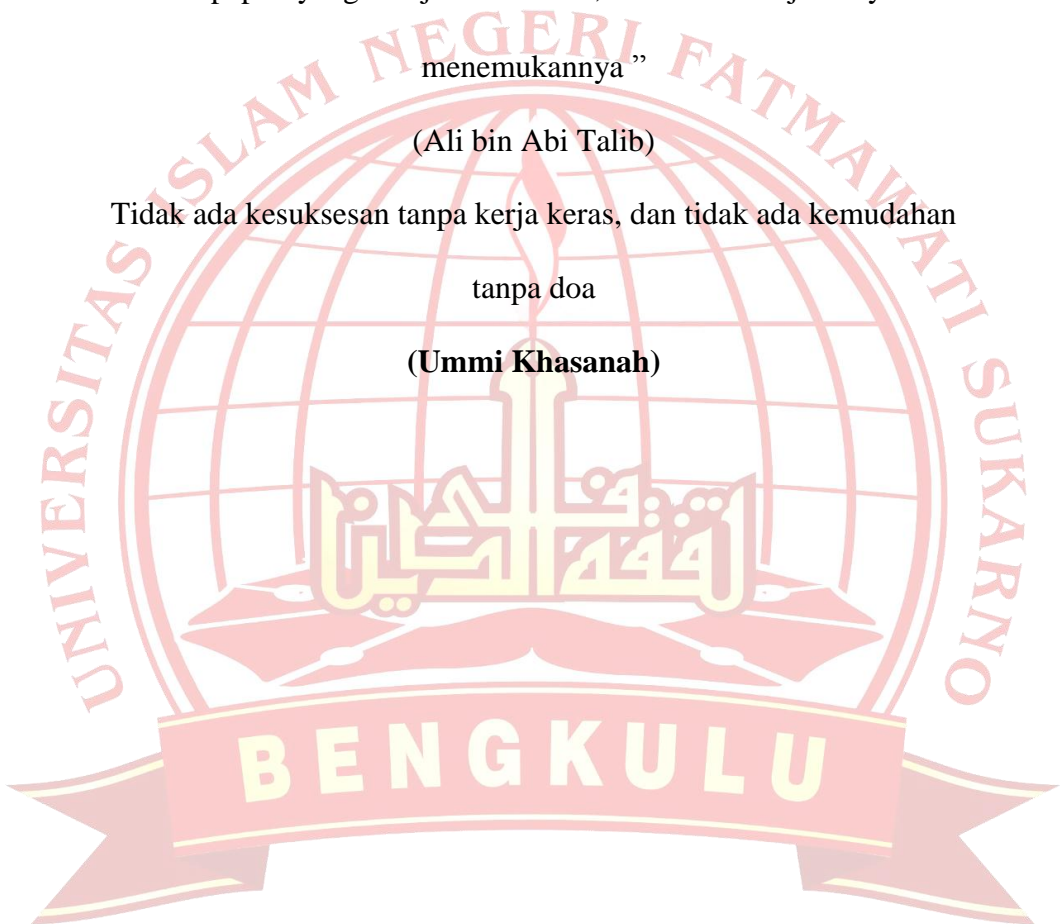 menemukannya ”
(Ali bin Abi Talib)
Tidak ada kesuksesan tanpa kerja keras, dan tidak ada kemudahan
tanpa doa
(Ummi Khasanah)
UNIVERSITAS ISLAM NEGERI FATMAWATI SUKARNO
BENGKULU